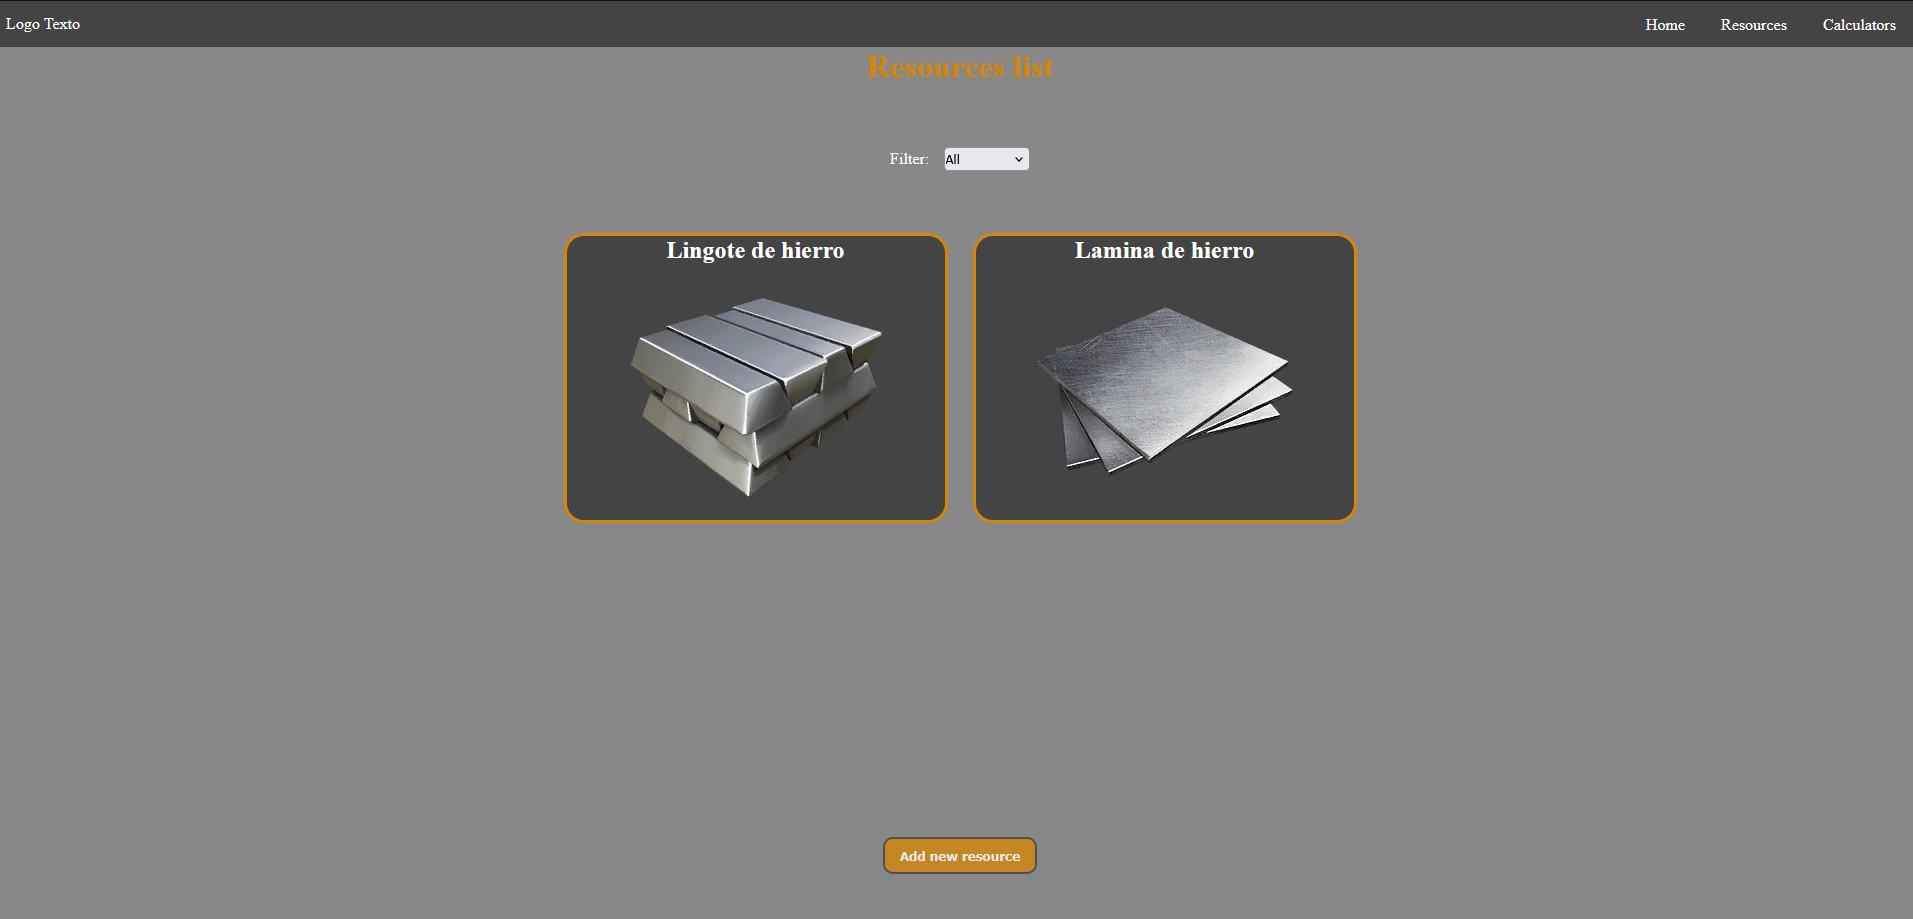 Logo Texto
Home Resources Calculators
Resources list
Filter: All
Lingote de hierro
Lamina de hierro
Add new resource